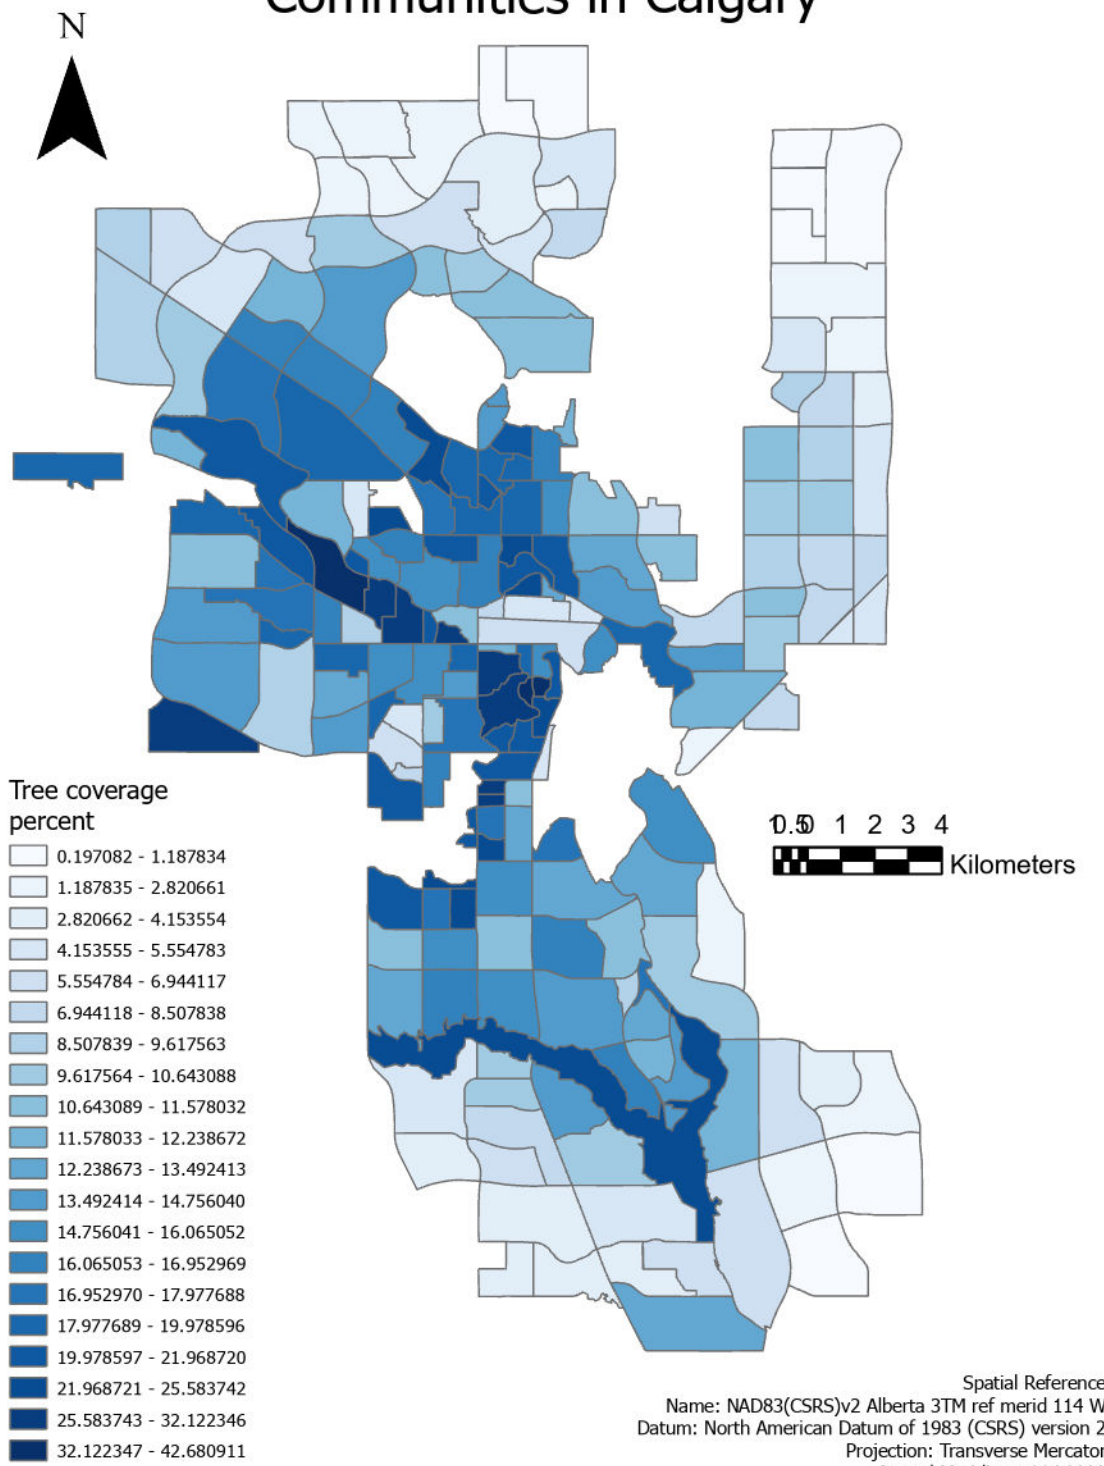 Communities in Calgary
N
Tree coverage
percent
0.197082 - 1.187834
1.187835 - 2.820661
2.820662 - 4.153554
4.153555 - 5.554783
5.554784 - 6.944117
6.944118 - 8.507838
8.507839 - 9.617563
9.617564 - 10.643088
10.643089 - 11.578032
11.578033 - 12.238672
12.238673 - 13.492413
13.492414 - 14.756040
14.756041 - 16.065052
16.065053 - 16.952969
16.952970 - 17.977688
17.977689 - 19.978596
19.978597 - 21.968720
21.968721 - 25.583742
25.583743 - 32.122346
32.122347 - 42.680911
1 0.5 0 1 2 3 4
Kilometers
Spatial Reference
Name: NAD83(CSRS)v2 Alberta 3TM ref merid 114 W
Datum: North American Datum of 1983 (CSRS) version 2
Projection: Transverse Mercator